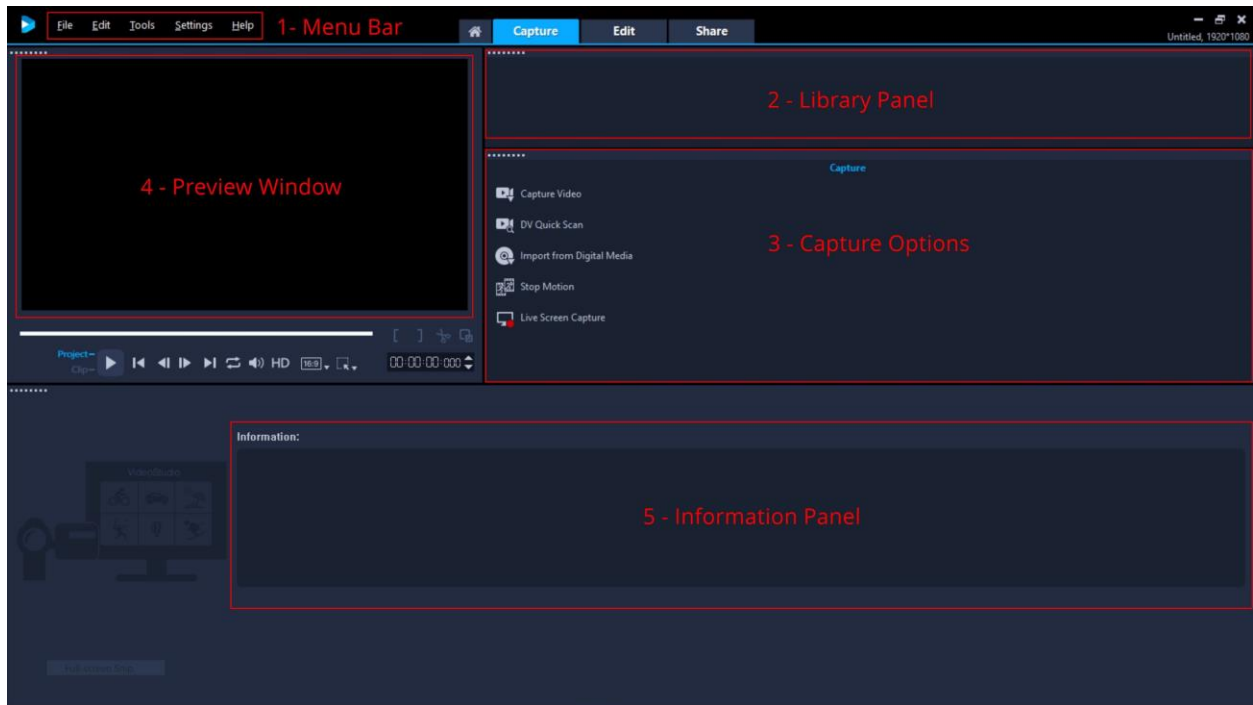 File Edit Tools Settings Help 1- Menu Bar Capture Edit Share
Untitled, 1920*1080
2 - Library Panel
4 - Preview Window
Capture
Capture Video
DV Quick Scan
3 - Capture Options
Import from Digital Media
Stop Motion
Live Screen Capture
Project
Clip
HD 16:9 00:00:00:000
Information:
VideoStudio
5 - Information Panel